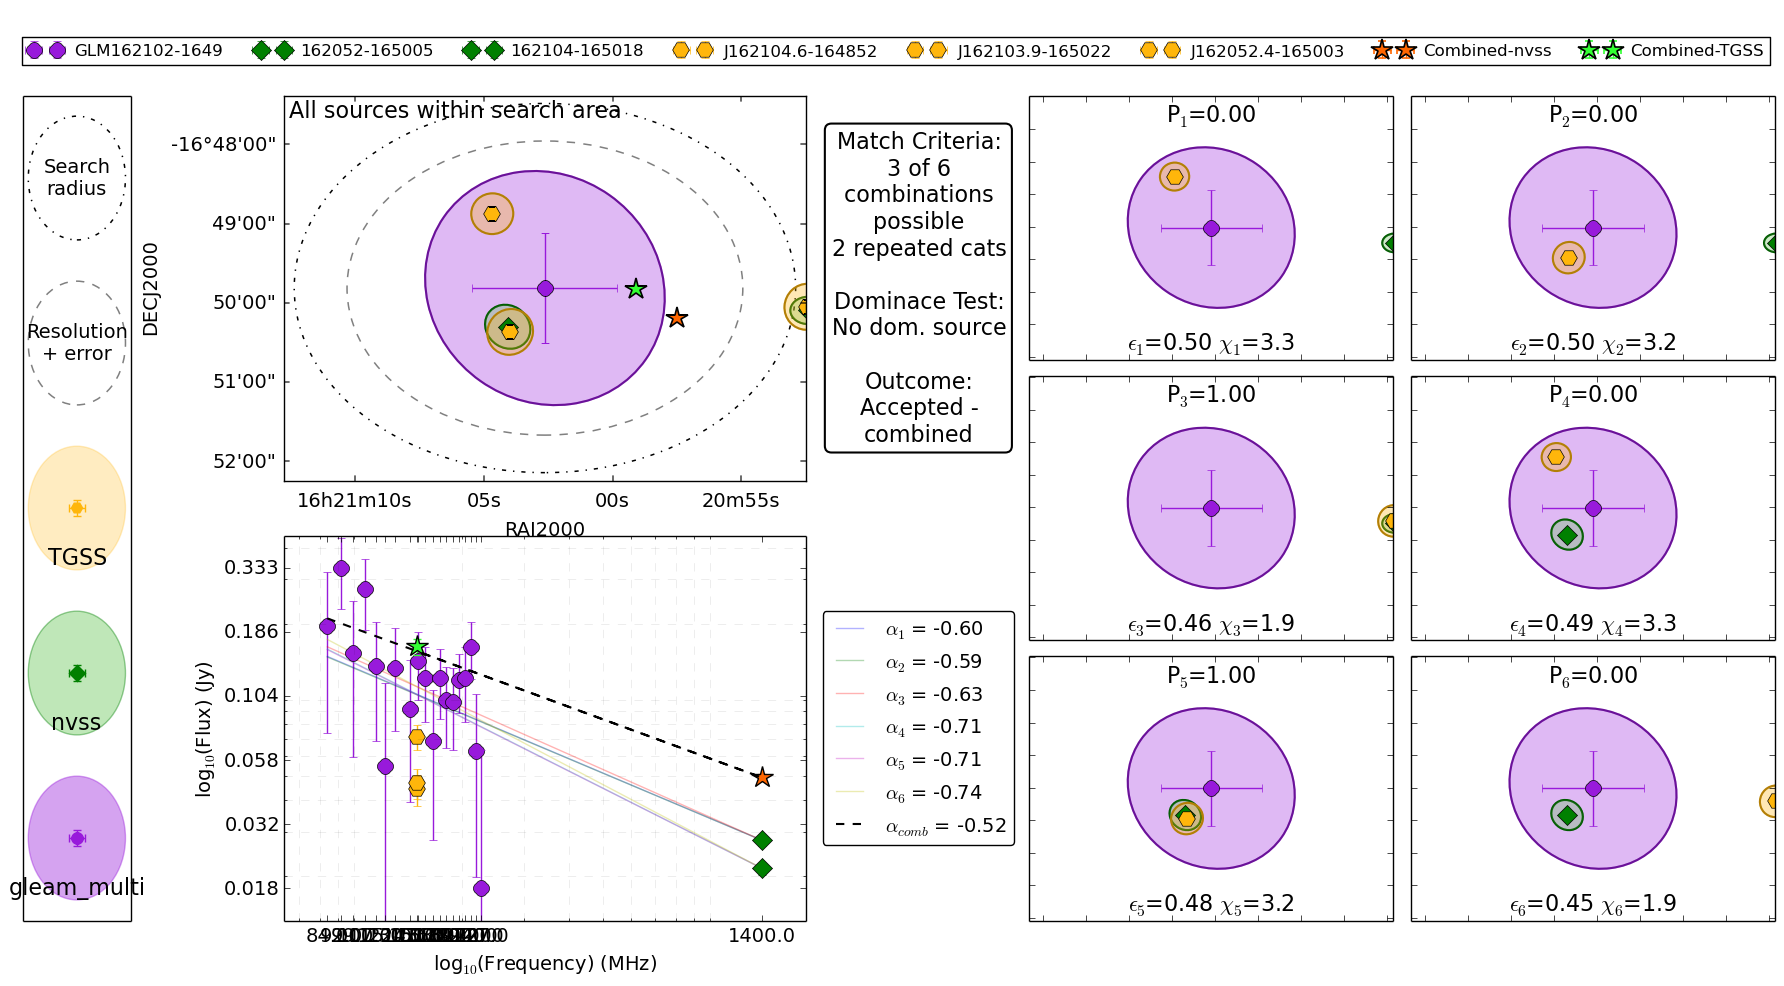 GLM162102-1649 162052-165005 162104-165018 J162104.6-164852 J162103.9-165022 J162052.4-165003 Combined-nvss Combined-TGSS
Search
radius
Resolution
+ error
TGSS
nvss
gleam_multi
All sources within search area
DECJ2000
-16°48'00"
49'00"
50'00"
51'00"
52'00"
16h21m10s 05s 00s 20m55s
RAJ2000
Match Criteria:
3 of 6
combinations
possible
2 repeated cats
Dominace Test:
No dom. source
Outcome:
Accepted -
combined
log10(Flux) (Jy)
0.333
0.186
0.104
0.058
0.032
0.018
1400.0
log10(Frequency) (MHz)
α1 = -0.60
α2 = -0.59
α3 = -0.63
α4 = -0.71
α5 = -0.71
α6 = -0.74
αcomb = -0.52
P1=0.00
ϵ1=0.50 χ1=3.3
P2=0.00
ϵ2=0.50 χ2=3.2
P3=1.00
ϵ3=0.46 χ3=1.9
P4=0.00
ϵ4=0.49 χ4=3.3
P5=1.00
ϵ5=0.48 χ5=3.2
P6=0.00
ϵ6=0.45 χ6=1.9